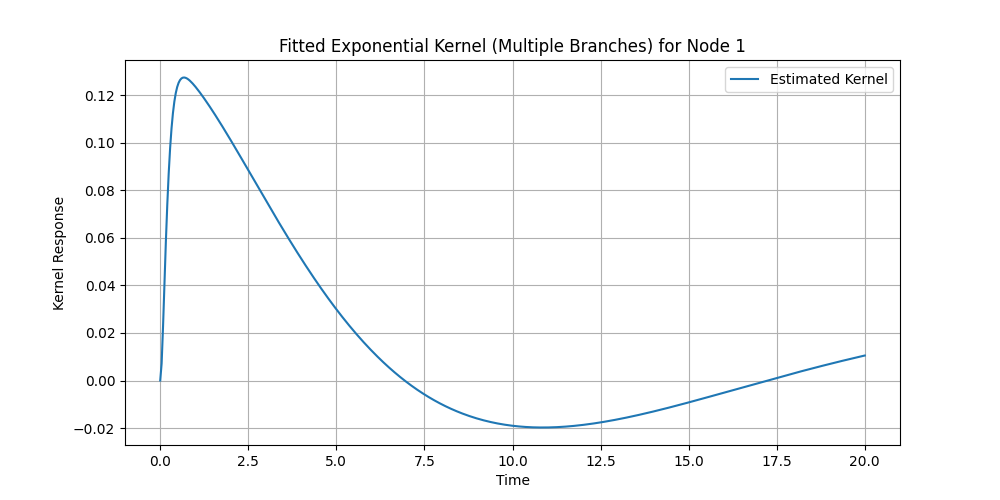 Fitted Exponential Kernel (Multiple Branches) for Node 1
Estimated Kernel
Kernel Response
0.12
0.10
0.08
0.06
0.04
0.02
0.00
−0.02
0.0 2.5 5.0 7.5 10.0 12.5 15.0 17.5 20.0
Time